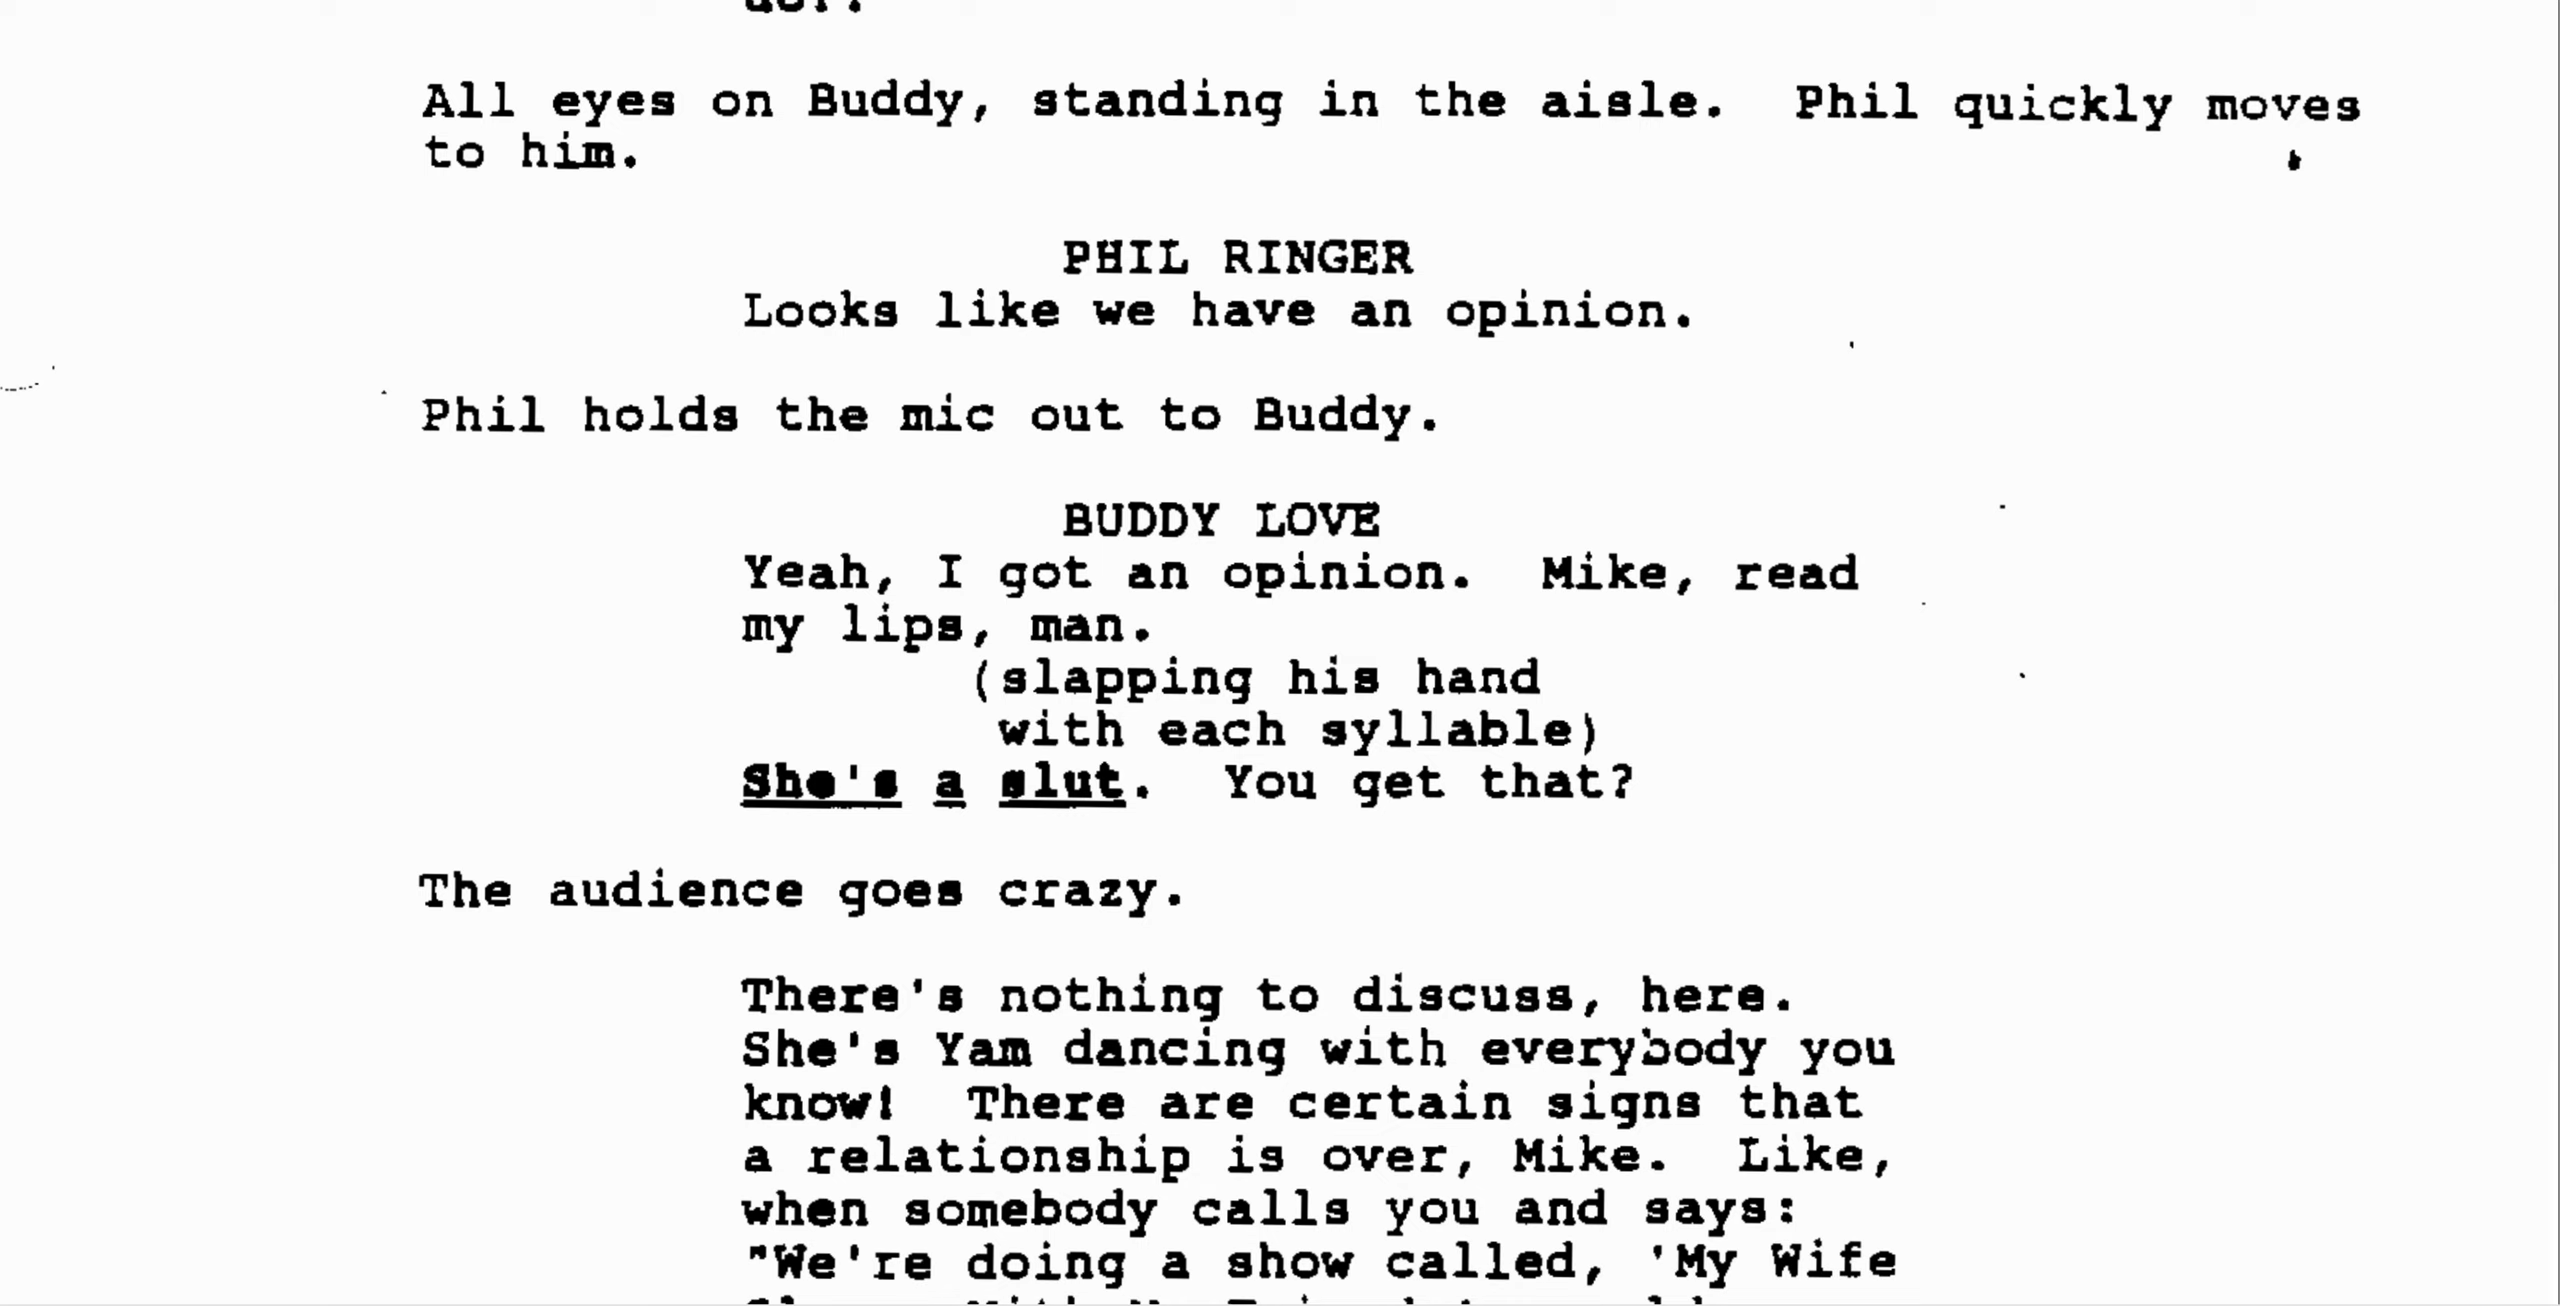 All eyes on Buddy, standing in the aisle. Phil quickly moves
to him.
PHIL RINGER
Looks like we have an opinion.
Phil holds the mic out to Buddy.
BUDDY LOVE
Yeah, I got an opinion. Mike, read
my lips, man.
(slapping his hand
with each syllable)
She's a slut. You get that?
The audience goes crazy.
There's nothing to discuss, here.
She's Yam dancing with everybody you
know! There are certain signs that
a relationship is over, Mike. Like,
when somebody calls you and says:
"We're doing a show called, 'My Wife